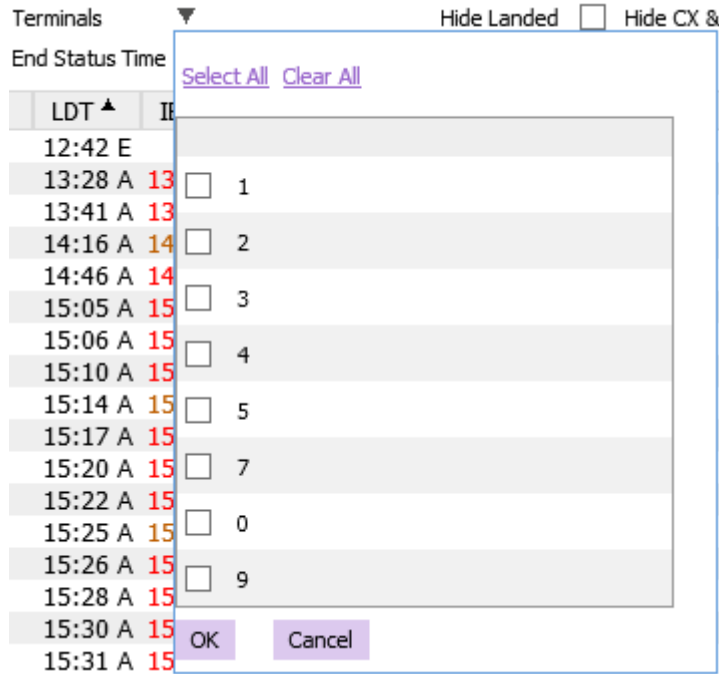 Terminals ▼ Hide Landed Hide CX &
End Status Time
Select All Clear All
LDT ▲
12:42 E
13:28 A 13
1
13:41 A 13
14:16 A 14
2
14:46 A 14
15:05 A 15
3
15:06 A 15
15:10 A 15
4
15:14 A 15
15:17 A 15
5
15:20 A 15
7
15:22 A 15
15:25 A 15
0
15:26 A 15
15:28 A 15
9
15:30 A 15
OK Cancel
15:31 A 15